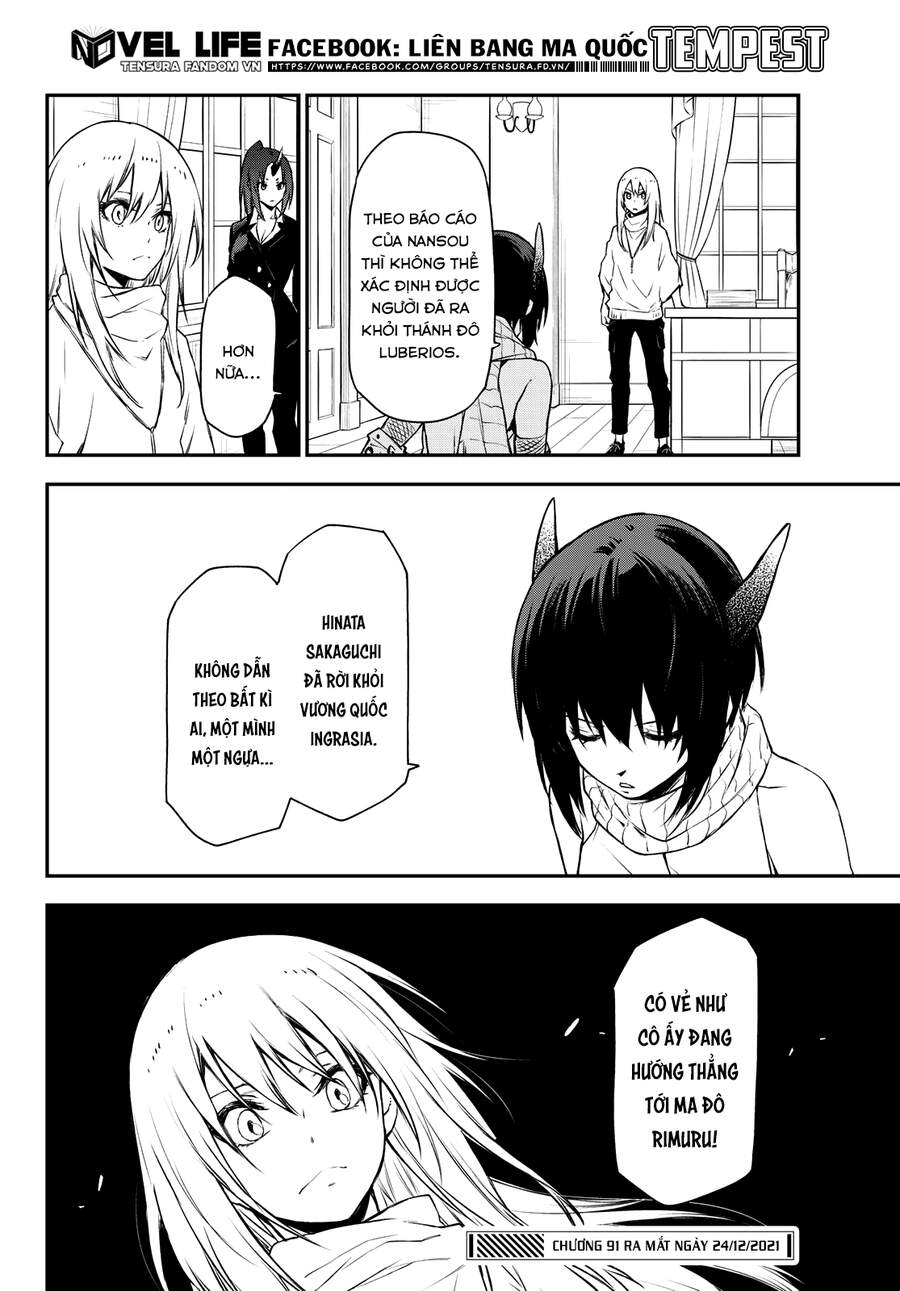 NOVEL LIFE
TENSURA FANDOM VN
FACEBOOK: LIÊN BANG MA QUỐC
HTTPS://WWW.FACEBOOK.COM/GROUPS/TENSURA.FD.VN/
TEMPEST
THEO BÁO CÁO
CỦA NANSOU
THÌ KHÔNG THỂ
XÁC ĐỊNH ĐƯỢC
NGƯỜI ĐÃ RA
KHỎI THÁNH ĐÔ
LUBERIOS.
HƠN
NỮA...
HINATA
SAKAGUCHI
ĐÃ RỜI KHỎI
VƯƠNG QUỐC
INGRASIA.
KHÔNG DẪN
THEO BẤT KÌ
AI, MỘT MÌNH
MỘT NGỰA...
CÓ VẺ NHƯ
CÔ ẤY ĐANG
HƯỚNG THẲNG
TỚI MA ĐÔ
RIMURU!
CHƯƠNG 91 RA MẮT NGÀY 24/12/2021